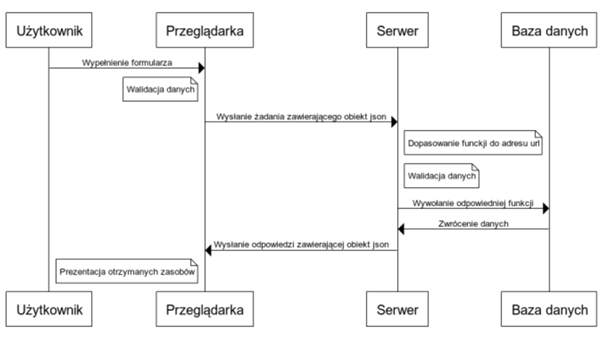 Użytkownik
Przeglądarka
Serwer
Baza danych
Wypełnienie formularza
Walidacja danych
Wysłanie żadania zawierającego obiekt json
Dopasowanie funckji do adresu url
Walidacja danych
Wywołanie odpowiedniej funkcji
Zwrócenie danych
Wysłanie odpowiedzi zawierającej obiekt json
Prezentacja otrzymanych zasobów
Użytkownik
Przeglądarka
Serwer
Baza danych